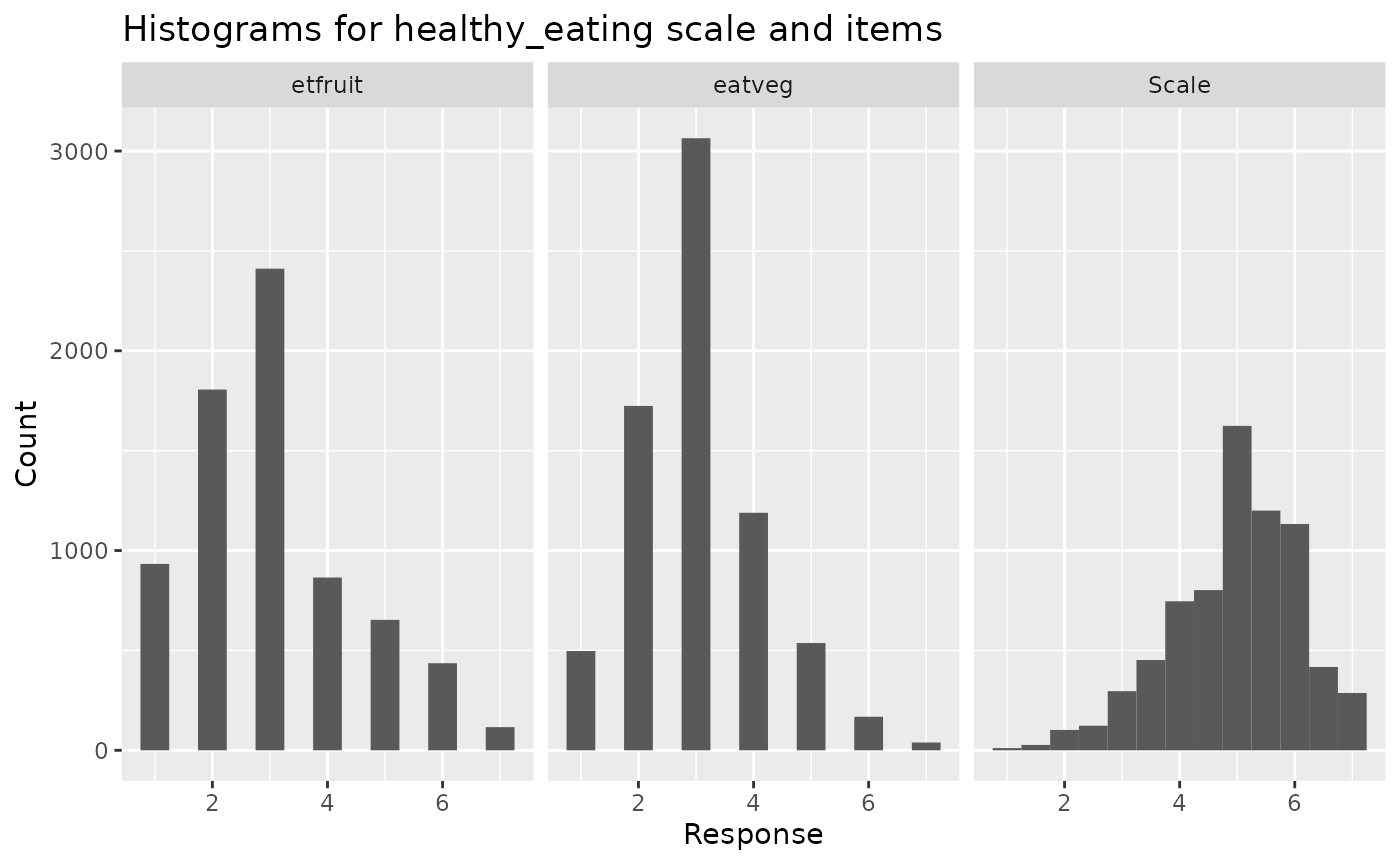 Histograms for healthy_eating scale and items
etfruit eatveg Scale
3000
2000
1000
0
Count
2 4 6 2 4 6 2 4 6
Response